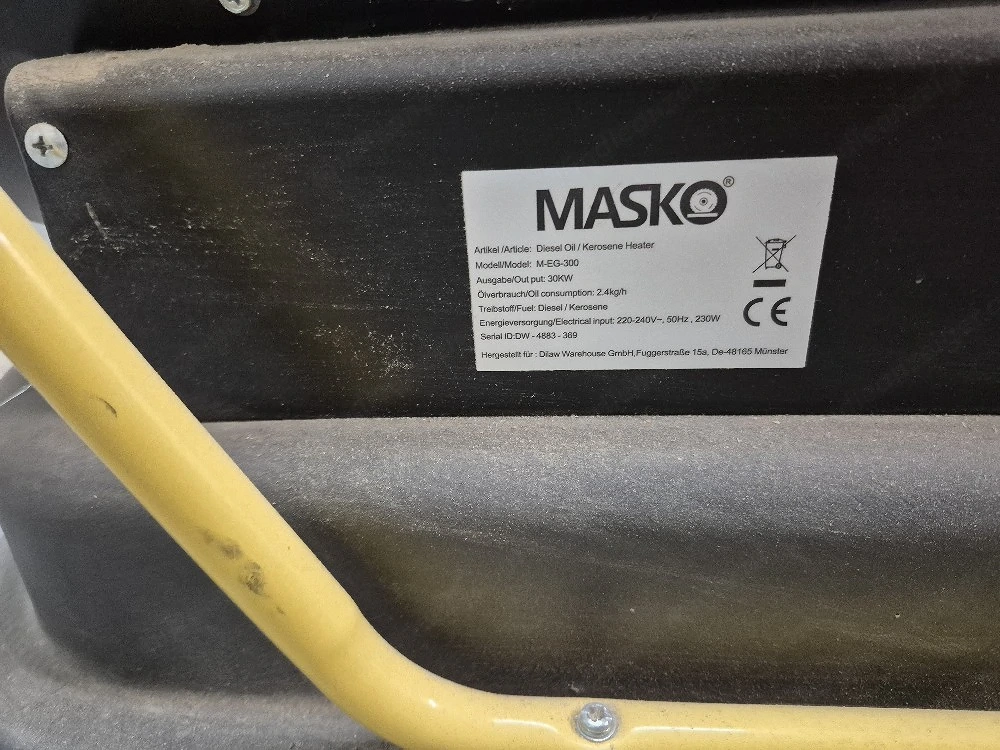 MASKO®
Artikel /Article: Diesel Oil / Kerosene Heater
Modell/Model: M-EG-300
Ausgabe/Out put: 30KW
Ölverbrauch/Oil consumption: 2.4kg/h
Treibstoff/Fuel: Diesel / Kerosene
Energieversorgung/Electrical input: 220-240V~, 50Hz , 230W
Serial ID:DW - 4883 - 369
Hergestellt für : Dilaw Warehouse GmbH,Fuggerstraße 15a, De-48165 Münster
CE